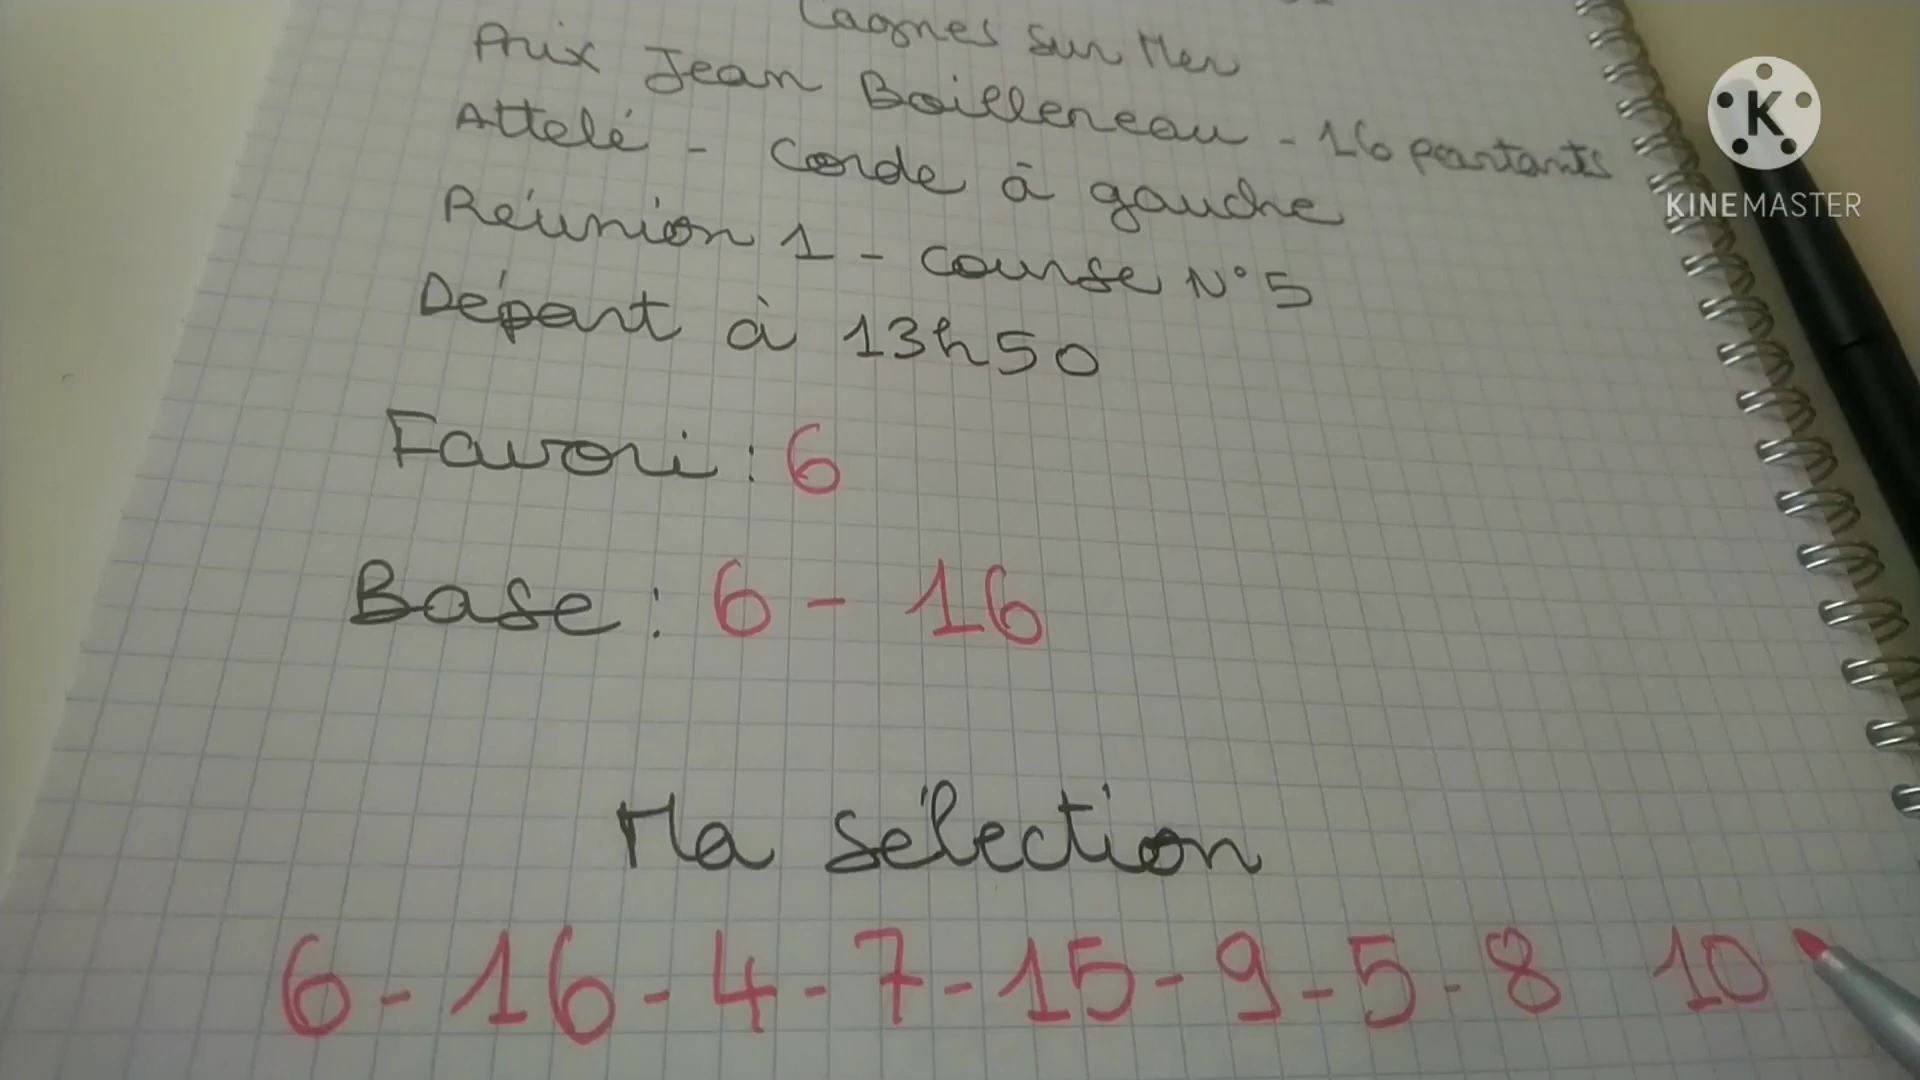 Cagnes sur Mer
Prix Jean Boillereau - 16 partants
Attelé - Corde à gauche
Réunion 1 - course N°5
Départ à 13h50
Favori : 6
Base : 6 - 16
Ma sélection
6 - 16 - 4 - 7 - 15 - 9 - 5 - 8 10
K
KINEMASTER